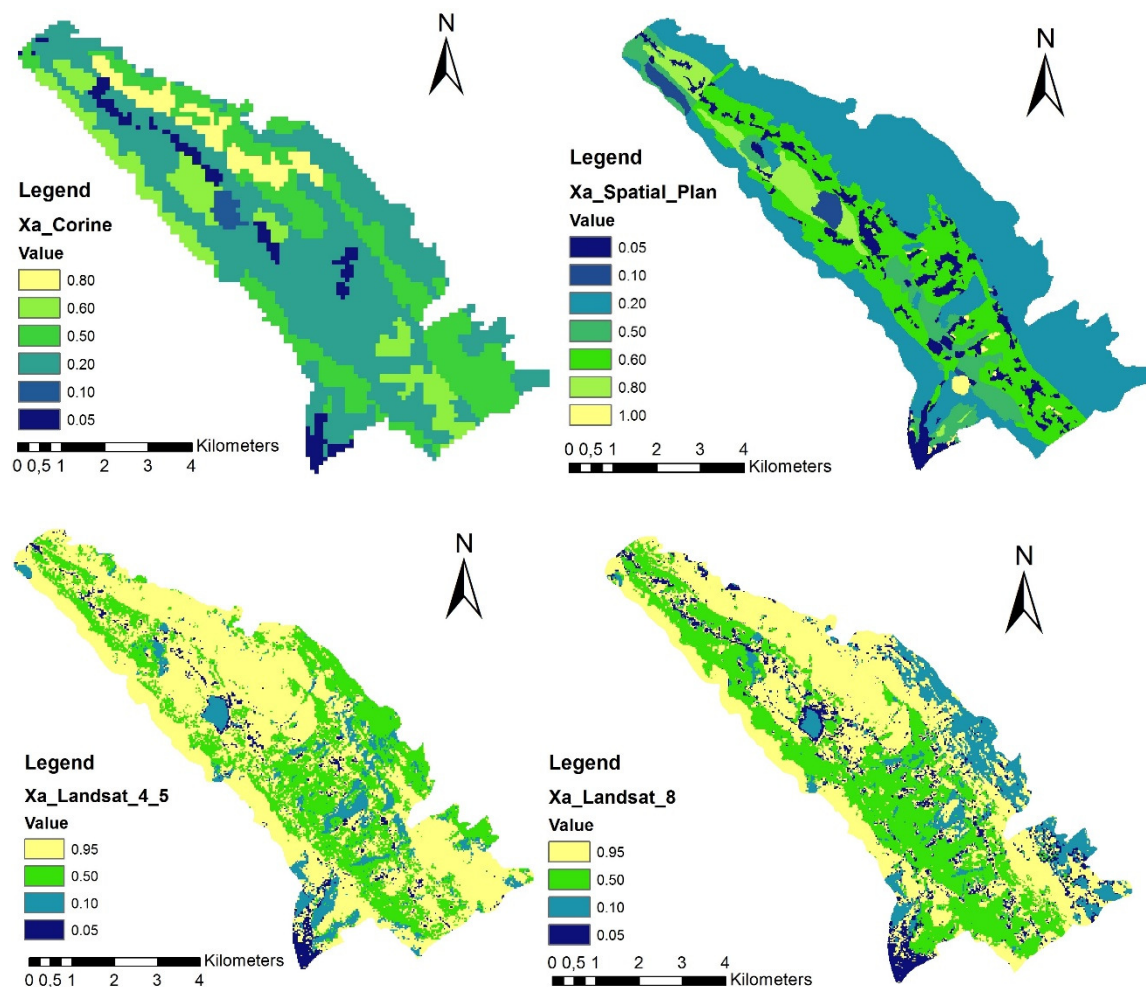 N
Legend
Xa_Corine
Value
0.80
0.60
0.50
0.20
0.10
0.05
Kilometers
0 0,5 1 2 3 4
N
Legend
Xa_Spatial_Plan
Value
0.05
0.10
0.20
0.50
0.60
0.80
1.00
Kilometers
0 0,5 1 2 3 4
N
Legend
Xa_Landsat_4_5
Value
0.95
0.50
0.10
0.05
Kilometers
0 0,5 1 2 3 4
N
Legend
Xa_Landsat_8
Value
0.95
0.50
0.10
0.05
Kilometers
0 0,5 1 2 3 4